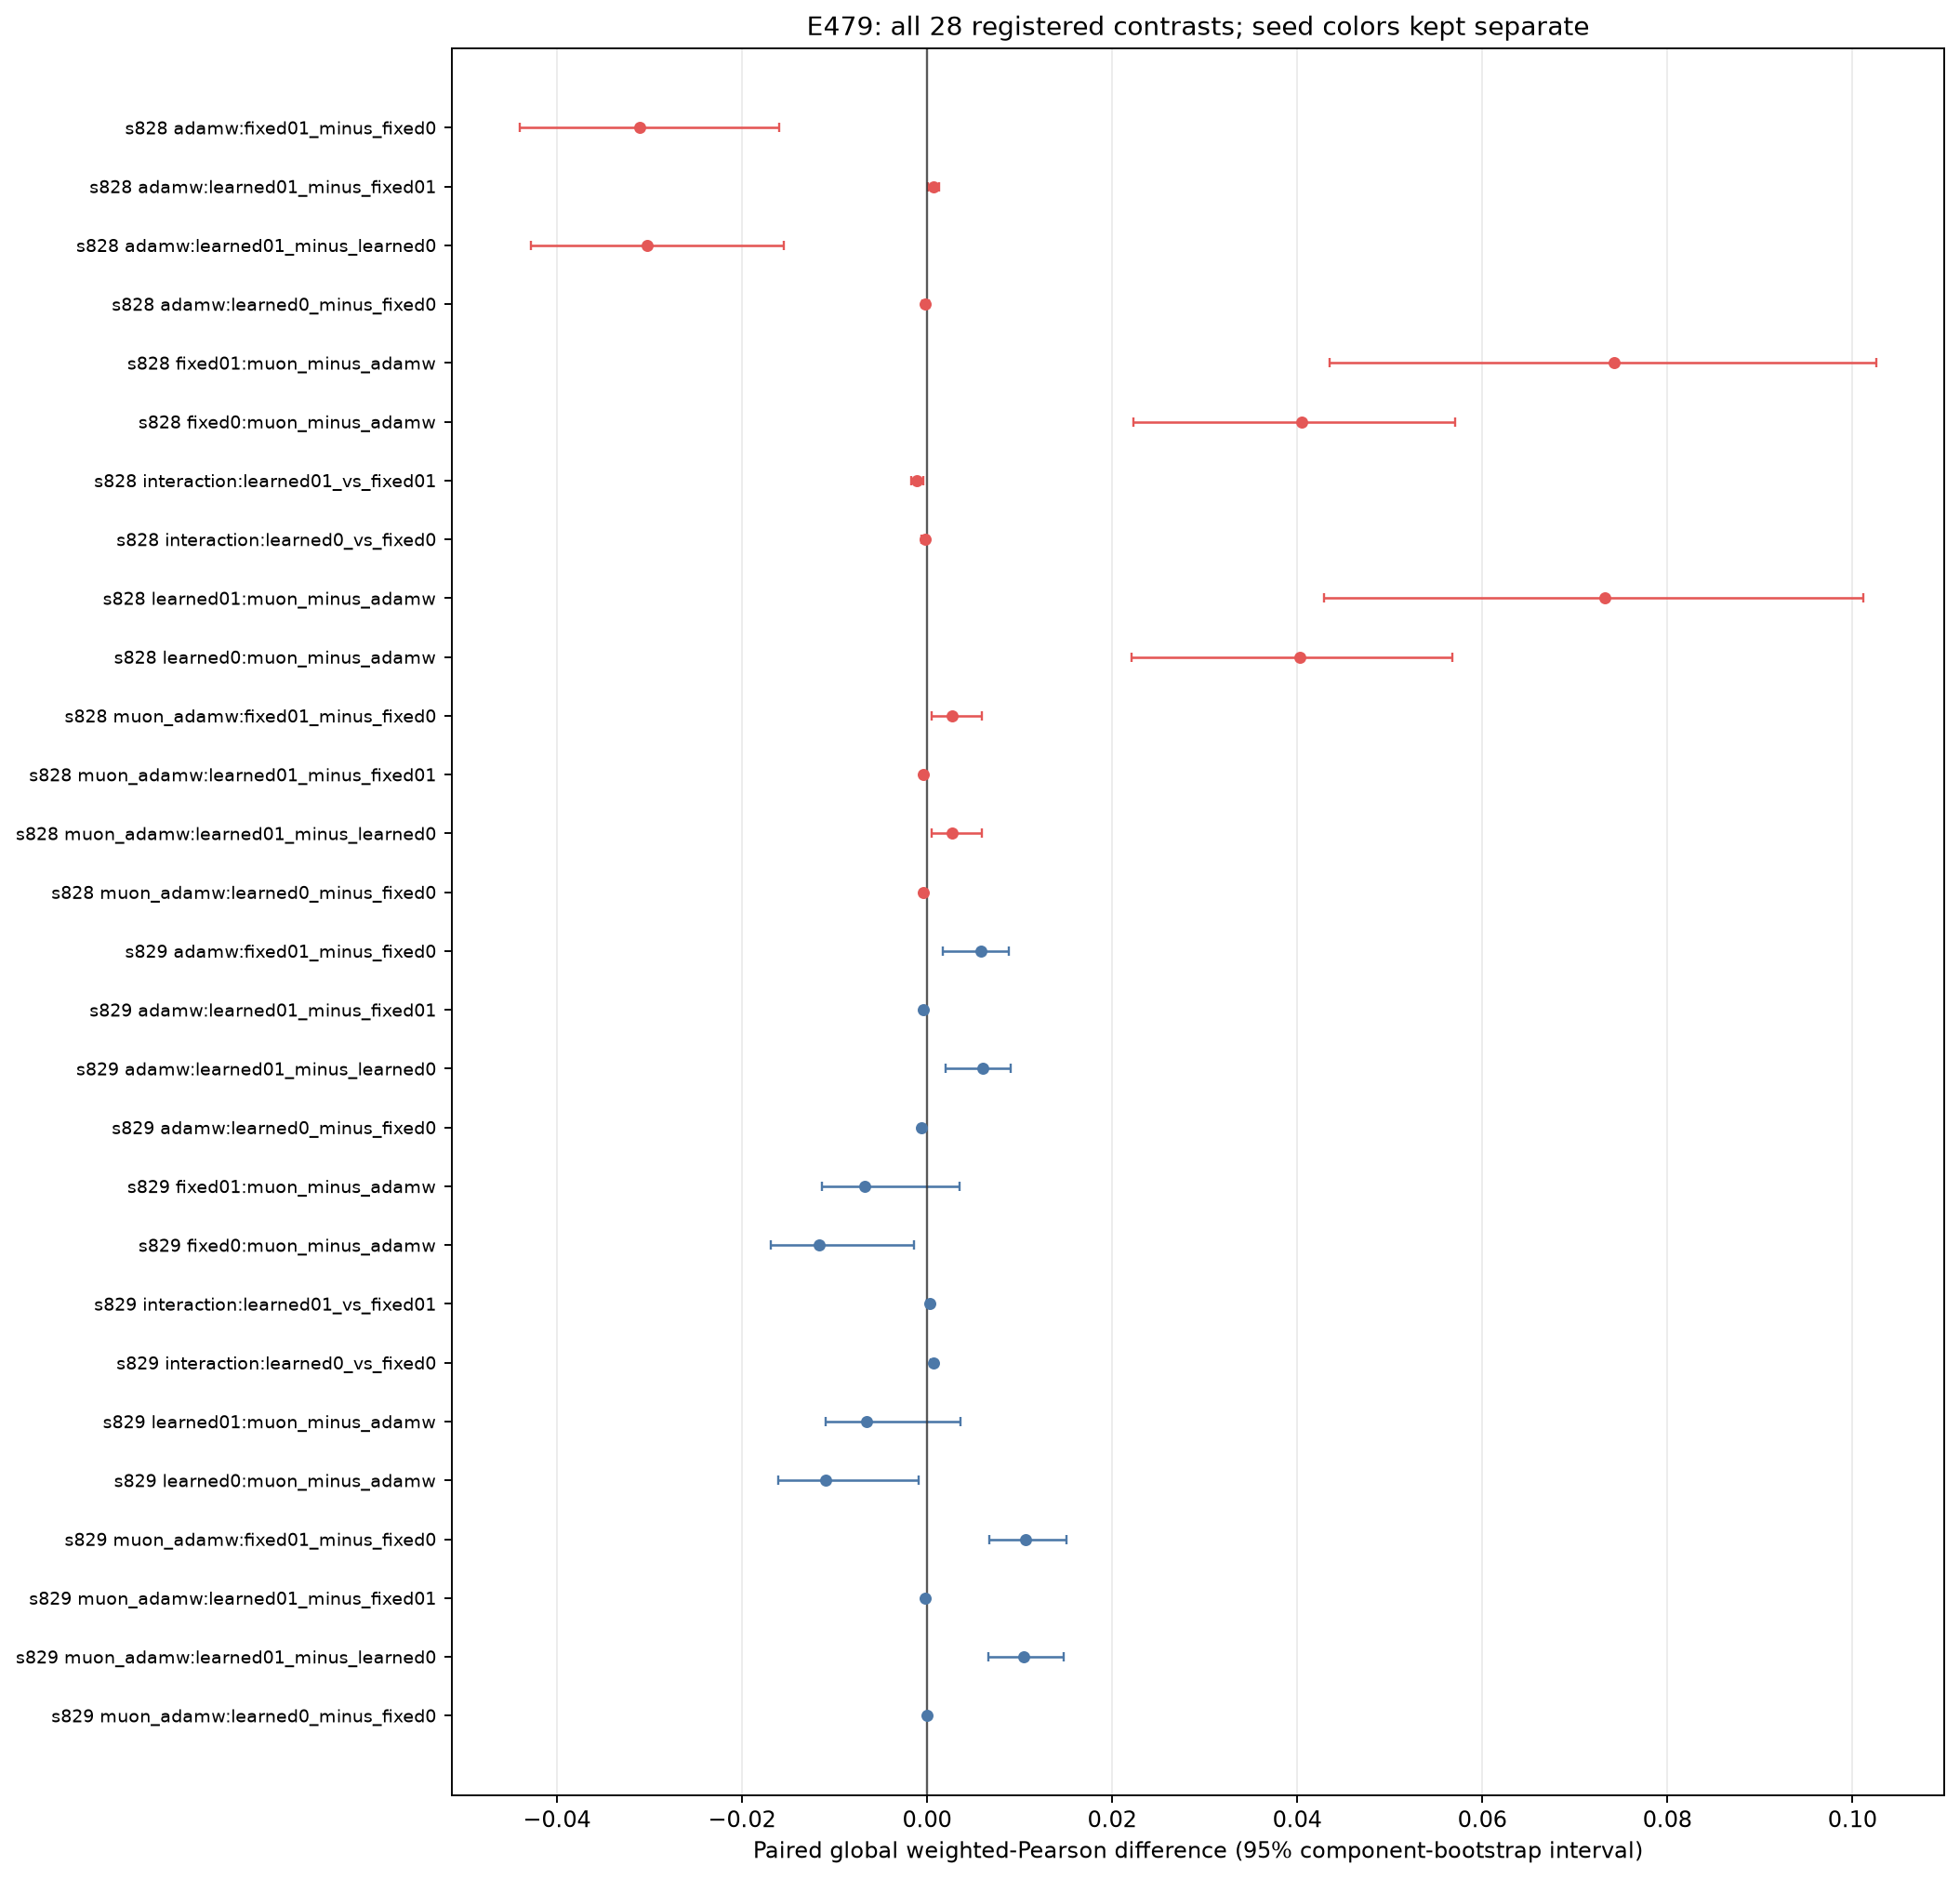 E479: all 28 registered contrasts; seed colors kept separate
s828 adamw:fixed01_minus_fixed0
s828 adamw:learned01_minus_fixed01
s828 adamw:learned01_minus_learned0
s828 adamw:learned0_minus_fixed0
s828 fixed01:muon_minus_adamw
s828 fixed0:muon_minus_adamw
s828 interaction:learned01_vs_fixed01
s828 interaction:learned0_vs_fixed0
s828 learned01:muon_minus_adamw
s828 learned0:muon_minus_adamw
s828 muon_adamw:fixed01_minus_fixed0
s828 muon_adamw:learned01_minus_fixed01
s828 muon_adamw:learned01_minus_learned0
s828 muon_adamw:learned0_minus_fixed0
s829 adamw:fixed01_minus_fixed0
s829 adamw:learned01_minus_fixed01
s829 adamw:learned01_minus_learned0
s829 adamw:learned0_minus_fixed0
s829 fixed01:muon_minus_adamw
s829 fixed0:muon_minus_adamw
s829 interaction:learned01_vs_fixed01
s829 interaction:learned0_vs_fixed0
s829 learned01:muon_minus_adamw
s829 learned0:muon_minus_adamw
s829 muon_adamw:fixed01_minus_fixed0
s829 muon_adamw:learned01_minus_fixed01
s829 muon_adamw:learned01_minus_learned0
s829 muon_adamw:learned0_minus_fixed0
−0.04 −0.02 0.00 0.02 0.04 0.06 0.08 0.10
Paired global weighted-Pearson difference (95% component-bootstrap interval)